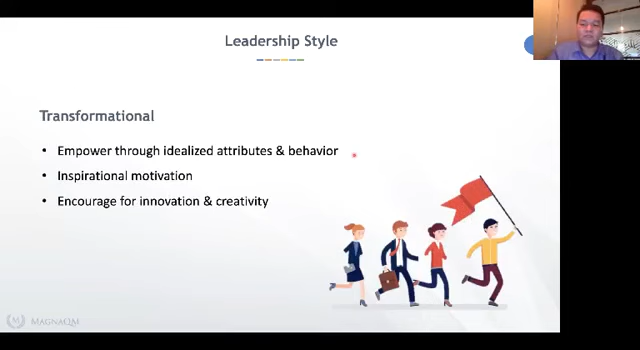 Leadership Style
Transformational
• Empower through idealized attributes & behavior
• Inspirational motivation
• Encourage for innovation & creativity
MAGNAQM